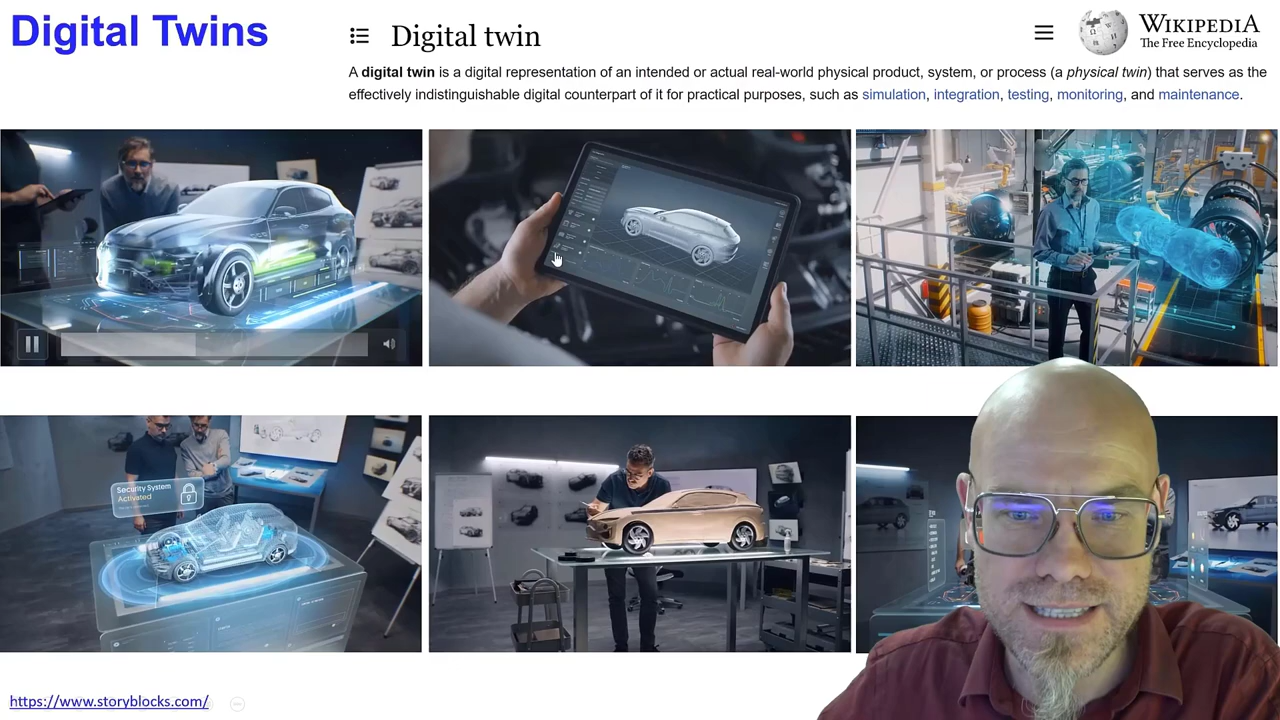 Digital Twins
Digital twin
WIKIPEDIA
The Free Encyclopedia
A digital twin is a digital representation of an intended or actual real-world physical product, system, or process (a physical twin) that serves as the
effectively indistinguishable digital counterpart of it for practical purposes, such as simulation, integration, testing, monitoring, and maintenance.
Security System
Activated
https://www.storyblocks.com/